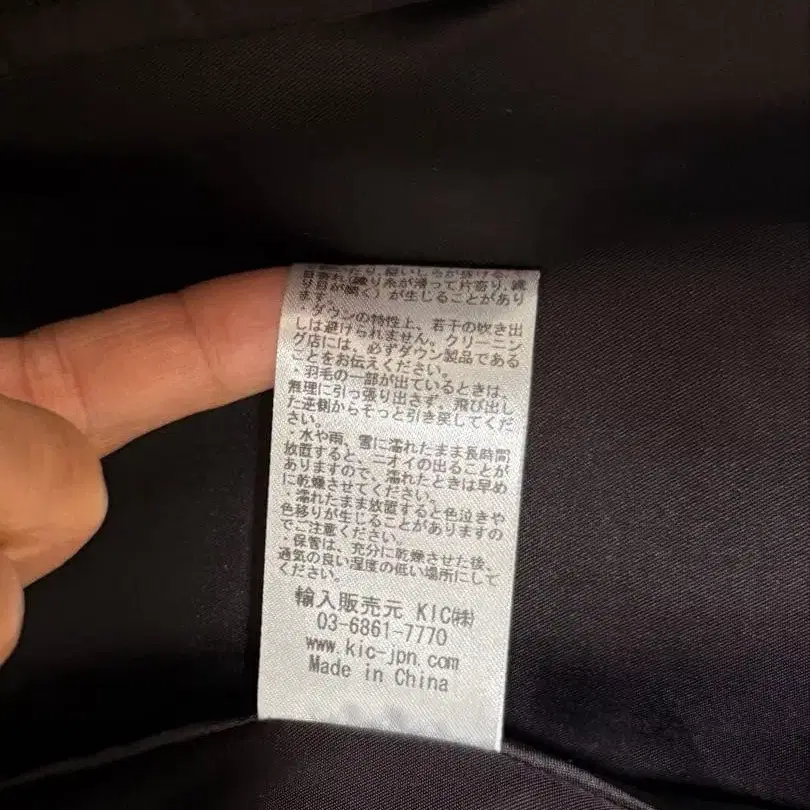 目寄れ(織り糸が滑って片寄り、織
り目が開く)が生じることがあり
ます。
・ダウンの特性上、若干の吹き出
しは避けられません。クリーニン
グ店には、必ずダウン製品である
ことをお伝えください。
・羽毛の一部が出ているときは、
無理に引っ張り出さず、飛び出し
た逆側からそっと引き戻してくだ
さい。
・水や雨、雪に濡れたまま長時間
放置すると、ニオイの出ることが
ありますので、濡れたときは早め
に乾燥させてください。
・濡れたまま放置すると色泣きや
色移りが生じることがありますの
でご注意ください。
・保管は、充分に乾燥させた後、
通気の良い湿度の低い場所にして
ください。
輸入販売元 KIC㈱
03-6861-7770
www.kic-jpn.com
Made in China